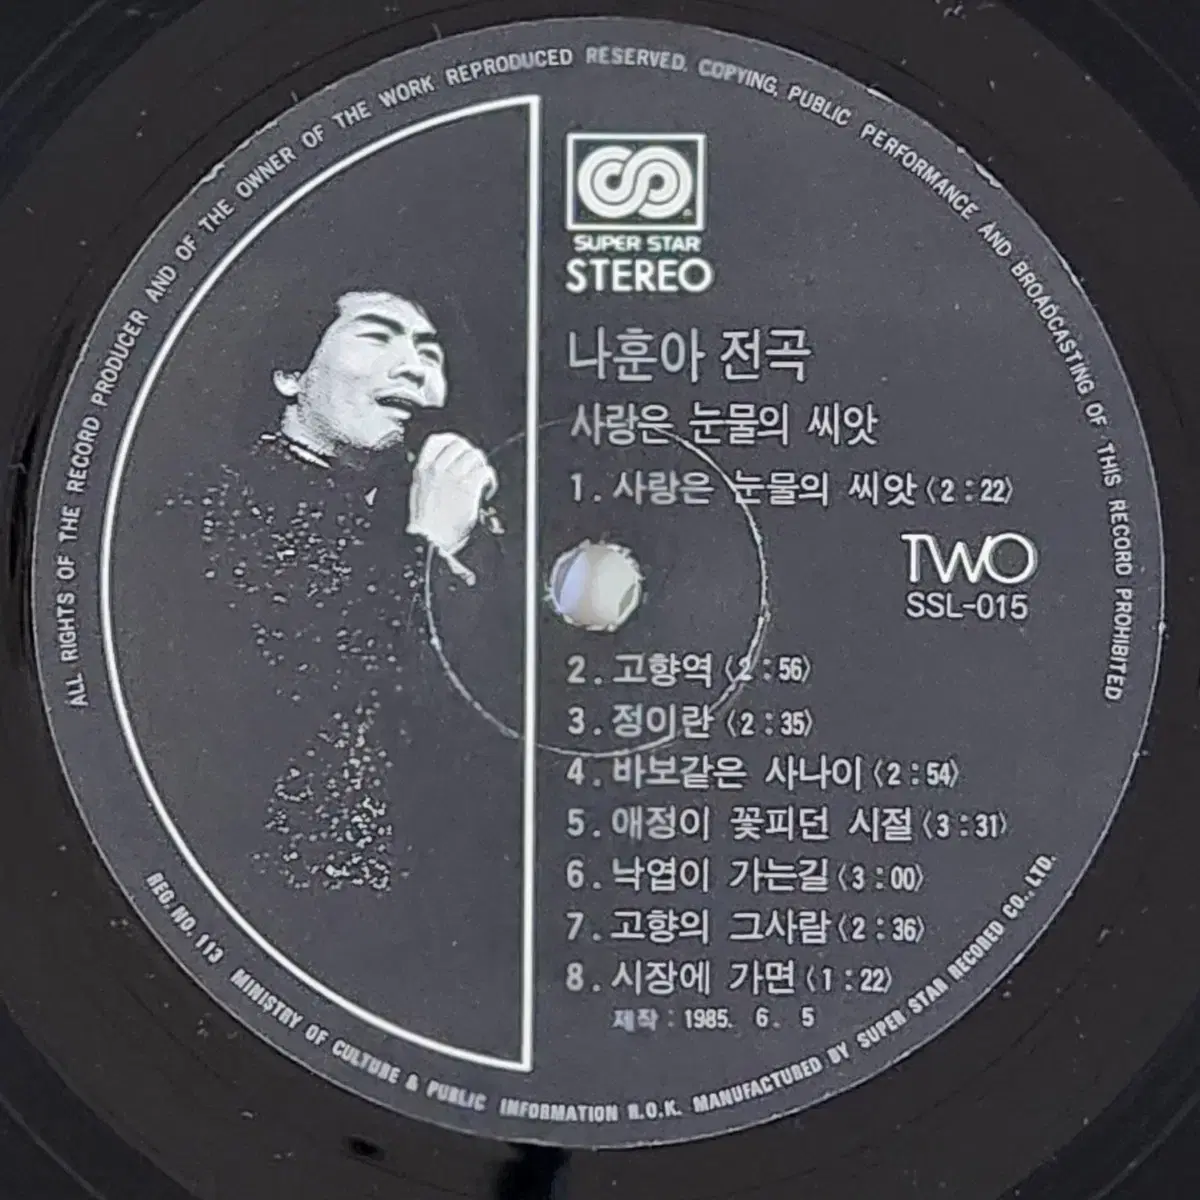 ALL RIGHTS OF THE RECORD PRODUCER AND OF THE OWNER OF THE WORK REPRODUCED RESERVED. COPYING, PUBLIC PERFORMANCE AND BROADCASTING OF THIS RECORD PROHIBITED
SUPER STAR
STEREO
나훈아 전곡
사랑은 눈물의 씨앗
1. 사랑은 눈물의 씨앗 (2:22)
TWO
SSL-015
2. 고향역 (2:56)
3. 정이란 (2:35)
4. 바보같은 사나이 (2:54)
5. 애정이 꽃피던 시절 (3:31)
6. 낙엽이 가는길 (3:00)
7. 고향의 그사람 (2:36)
8. 시장에 가면 (1:22)
제작 : 1985. 6. 5
REG.NO. 113 MINISTRY OF CULTURE & PUBLIC INFORMATION R.O.K. MANUFACTURED BY SUPER STAR RECORED CO., LTD.